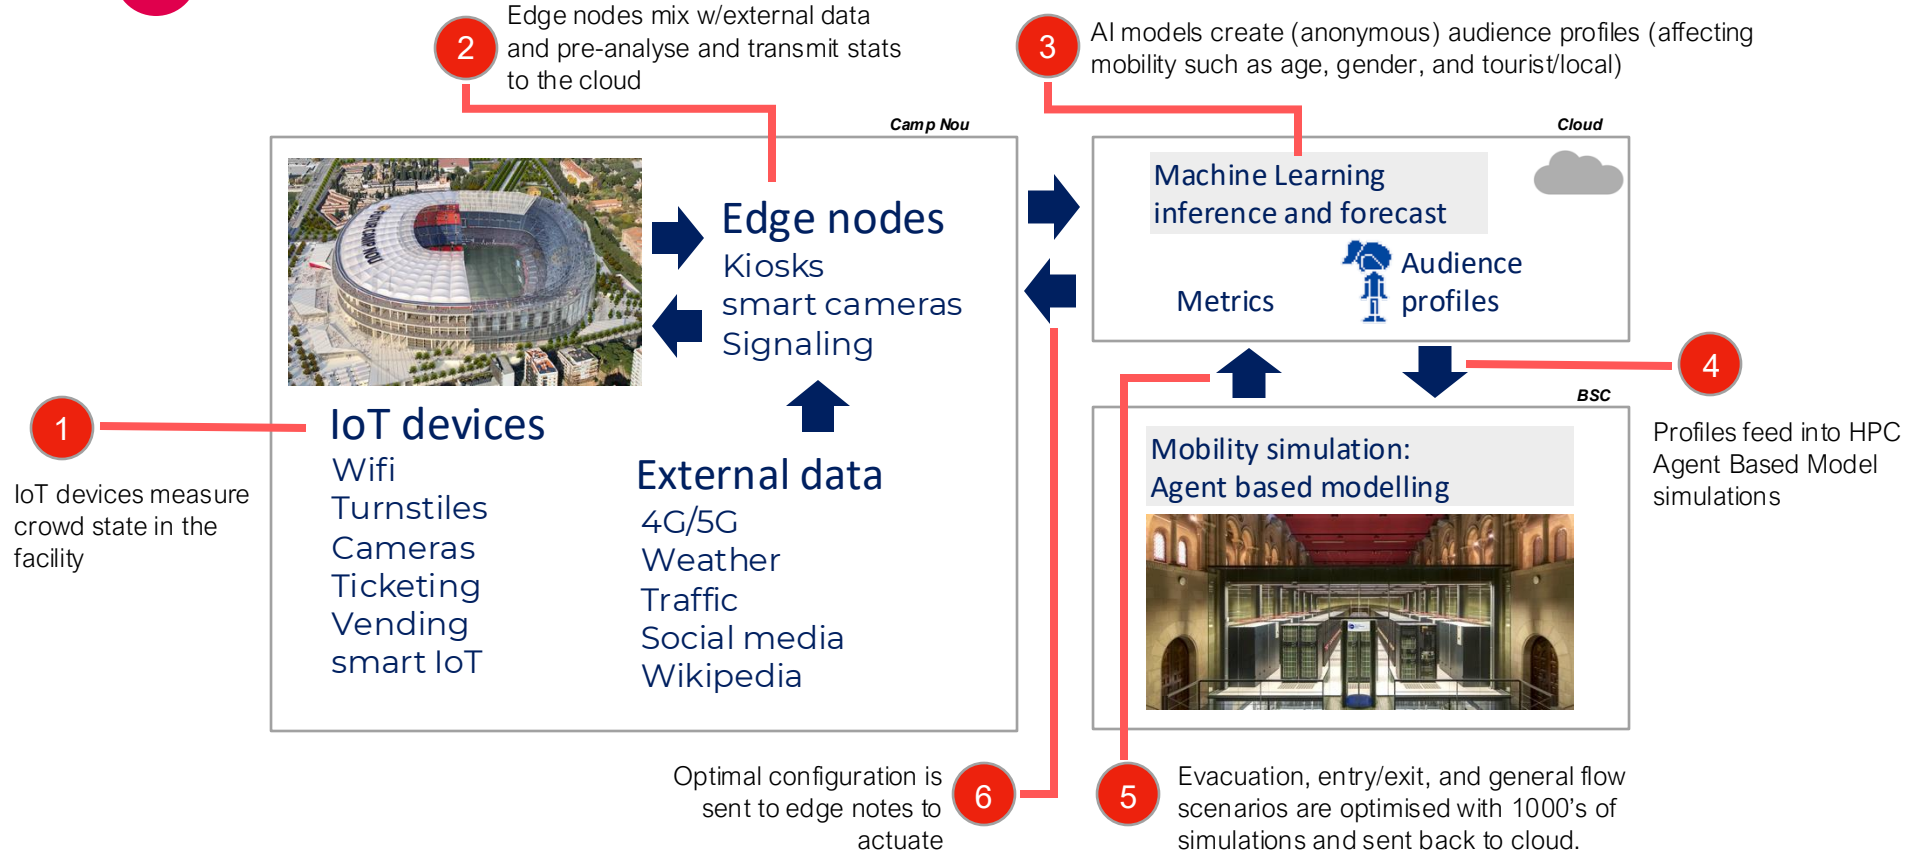 2
Edge nodes mix w/external data
and pre-analyse and transmit stats
to the cloud
3
AI models create (anonymous) audience profiles (affecting
mobility such as age, gender, and tourist/local)
Camp Nou
Cloud
Edge nodes
Kiosks
smart cameras
Signaling
Machine Learning
inference and forecast
Metrics
Audience
profiles
1
IoT devices measure
crowd state in the
facility
IoT devices
Wifi
Turnstiles
Cameras
Ticketing
Vending
smart IoT
External data
4G/5G
Weather
Traffic
Social media
Wikipedia
4
Profiles feed into HPC
Agent Based Model
simulations
BSC
Mobility simulation:
Agent based modelling
Optimal configuration is
sent to edge notes to
actuate
6
5
Evacuation, entry/exit, and general flow
scenarios are optimised with 1000's of
simulations and sent back to cloud.